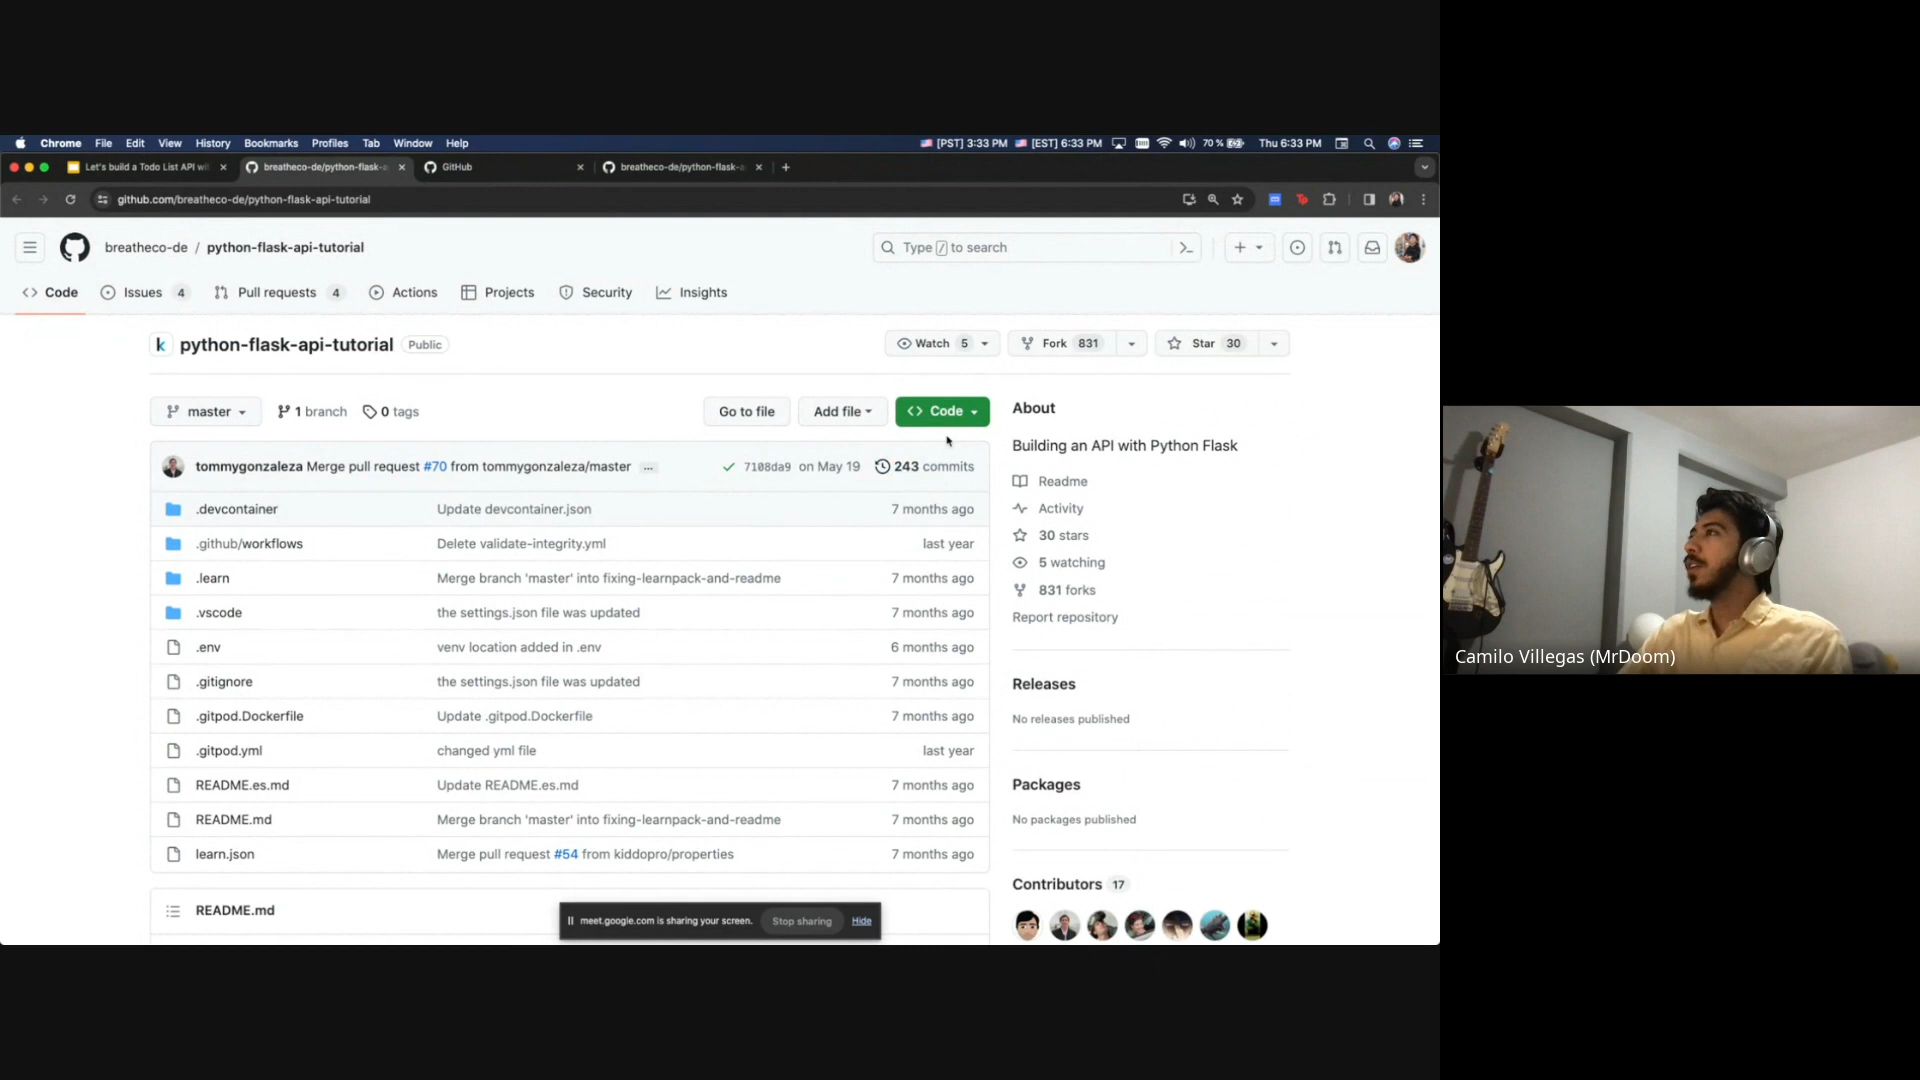 Chrome File Edit View History Bookmarks Profiles Tab Window Help [PST] 3:33 PM [EST] 6:33 PM 70% Thu 6:33 PM
Let's build a Todo List API wi breatheco-de/python-flask-a GitHub breatheco-de/python-flask-a
github.com/breatheco-de/python-flask-api-tutorial
breatheco-de / python-flask-api-tutorial Type / to search
Code Issues 4 Pull requests 4 Actions Projects Security Insights
k python-flask-api-tutorial Public Watch 5 Fork 831 Star 30
master 1 branch 0 tags Go to file Add file <> Code
tommygonzaleza Merge pull request #70 from tommygonzaleza/master ... 7108da9 on May 19 243 commits
.devcontainer Update devcontainer.json 7 months ago
.github/workflows Delete validate-integrity.yml last year
.learn Merge branch 'master' into fixing-learnpack-and-readme 7 months ago
.vscode the settings.json file was updated 7 months ago
.env venv location added in .env 6 months ago
.gitignore the settings.json file was updated 7 months ago
.gitpod.Dockerfile Update .gitpod.Dockerfile 7 months ago
.gitpod.yml changed yml file last year
README.es.md Update README.es.md 7 months ago
README.md Merge branch 'master' into fixing-learnpack-and-readme 7 months ago
learn.json Merge pull request #54 from kiddopro/properties 7 months ago
README.md
About
Building an API with Python Flask
Readme
Activity
30 stars
5 watching
831 forks
Report repository
Releases
No releases published
Packages
No packages published
Contributors 17
meet.google.com is sharing your screen. Stop sharing Hide
Camilo Villegas (MrDoom)